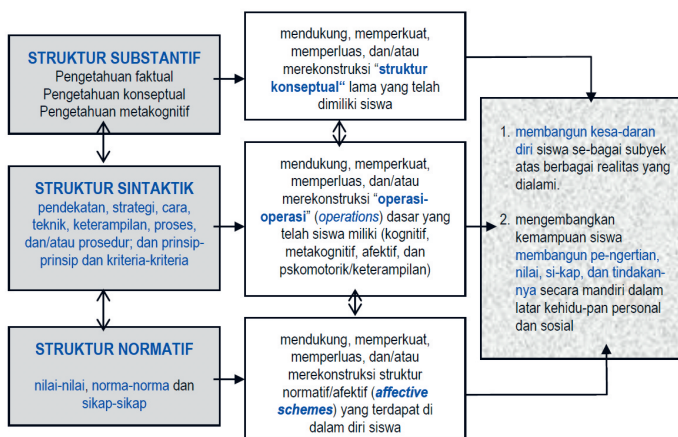 STRUKTUR SUBSTANTIF
Pengetahuan faktual
Pengetahuan konseptual
Pengetahuan metakognitif
mendukung, memperkuat,
memperluas, dan/atau
merekonstruksi “struktur
konseptual“ lama yang telah
dimiliki siswa
STRUKTUR SINTAKTIK
pendekatan, strategi, cara,
teknik, keterampilan, proses,
dan/atau prosedur; dan prinsip-
prinsip dan kriteria-kriteria
mendukung, memperkuat,
memperluas, dan/atau
merekonstruksi “operasi-
operasi” (operations) dasar yang
telah siswa miliki (kognitif,
metakognitif, afektif, dan
pskomotorik/keterampilan)
STRUKTUR NORMATIF
nilai-nilai, norma-norma dan
sikap-sikap
mendukung, memperkuat,
memperluas, dan/atau
merekonstruksi struktur
normatif/afektif (affective
schemes) yang terdapat di
dalam diri siswa
1. membangun kesa-daran
diri siswa se-bagai subyek
atas berbagai realitas yang
dialami.
2. mengembangkan
kemampuan siswa
membangun pe-ngertian,
nilai, si-kap, dan tindakan-
nya secara mandiri dalam
latar kehidu-pan personal
dan sosial